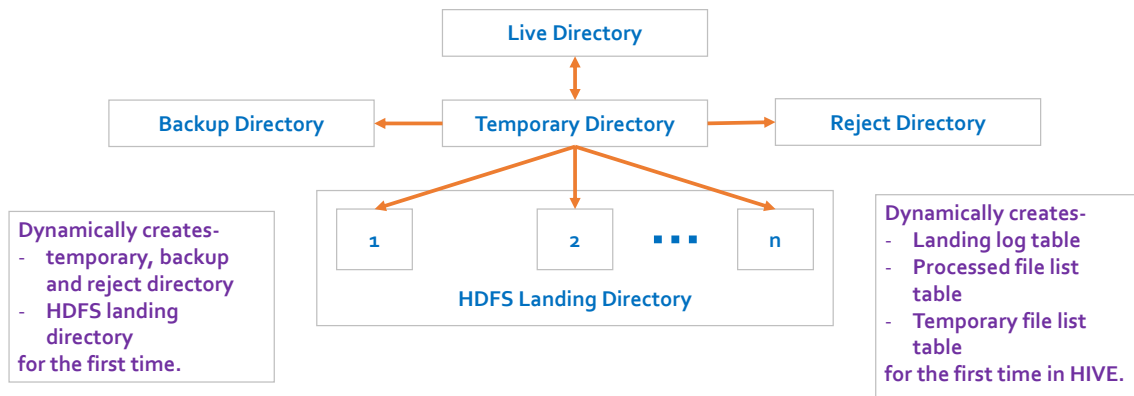 Live Directory
Backup Directory
Temporary Directory
Reject Directory
1
2
n
HDFS Landing Directory
Dynamically creates-
- temporary, backup
and reject directory
- HDFS landing
directory
for the first time.
Dynamically creates-
- Landing log table
- Processed file list
table
- Temporary file list
table
for the first time in HIVE.